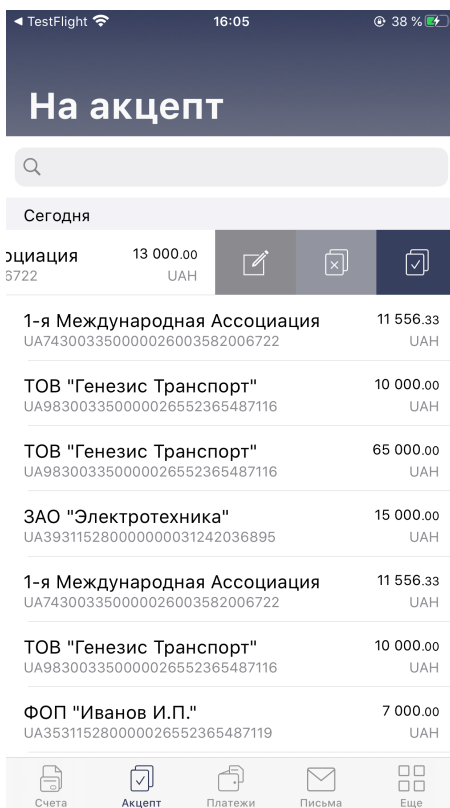 ◀ TestFlight 16:05 38 %
На акцепт
Сегодня
оциация 13 000.00
6722 UAH
1-я Международная Ассоциация 11 556.33
UA743003350000026003582006722 UAH
ТОВ "Генезис Транспорт" 10 000.00
UA983003350000026552365487116 UAH
ТОВ "Генезис Транспорт" 65 000.00
UA983003350000026552365487116 UAH
ЗАО "Электротехника" 15 000.00
UA393115280000000031242036895 UAH
1-я Международная Ассоциация 11 556.33
UA743003350000026003582006722 UAH
ТОВ "Генезис Транспорт" 10 000.00
UA983003350000026552365487116 UAH
ФОП "Иванов И.П." 7 000.00
UA353115280000026552365487119 UAH
Счета Акцепт Платежи Письма Еще